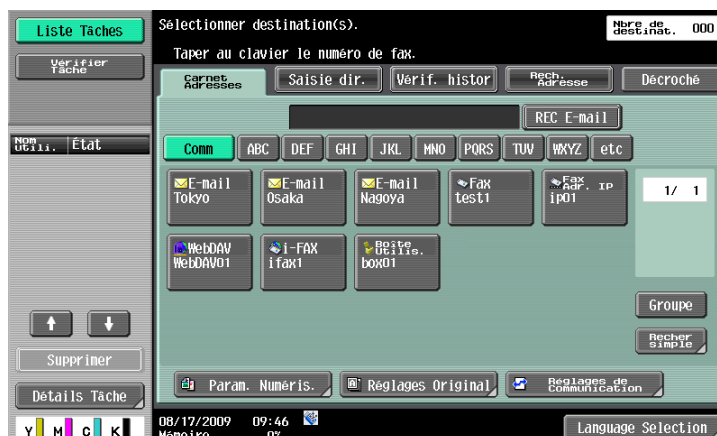 Liste Tâches
Sélectionner destination(s).
Nbre de destinat. 000
Taper au clavier le numéro de fax.
Vérifier Tâche
Carnet Adresses
Saisie dir.
Vérif. histor
Rech. Adresse
Décroché
REC E-mail
Nom utili. État
Comm ABC DEF GHI JKL MNO PQRS TUV WXYZ etc
E-mail Tokyo
E-mail Osaka
E-mail Nagoya
Fax test1
Fax Adr. IP ip01
1/ 1
WebDAV WebDAV01
i-FAX ifax1
Boîte Utilis. box01
Groupe
Recher simple
Supprimer
Param. Numéris.
Réglages Original
Réglages de Communication
Détails Tâche
Y M C K
08/17/2009 09:46
Mémoire 0%
Language Selection